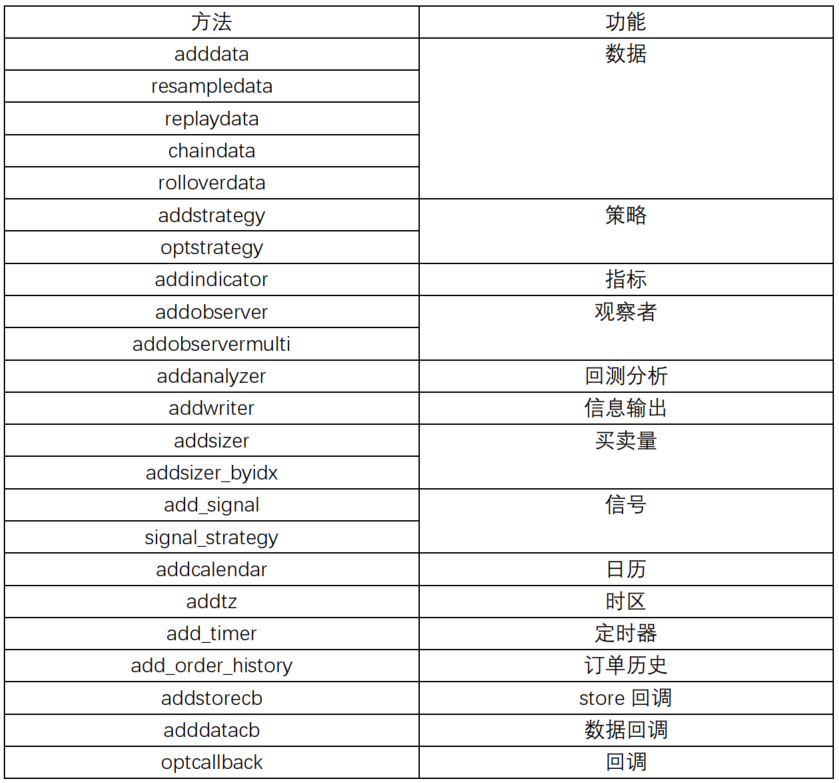 方法 功能
adddata 数据
resampledata
replaydata
chaindata
rolloverdata
addstrategy 策略
optstrategy
addindicator 指标
addobserver 观察者
addobservermulti
addanalyzer 回测分析
addwriter 信息输出
addsizer 买卖量
addsizer_byidx
add_signal 信号
signal_strategy
addcalendar 日历
addtz 时区
add_timer 定时器
add_order_history 订单历史
addstorecb store 回调
adddatacb 数据回调
optcallback 回调